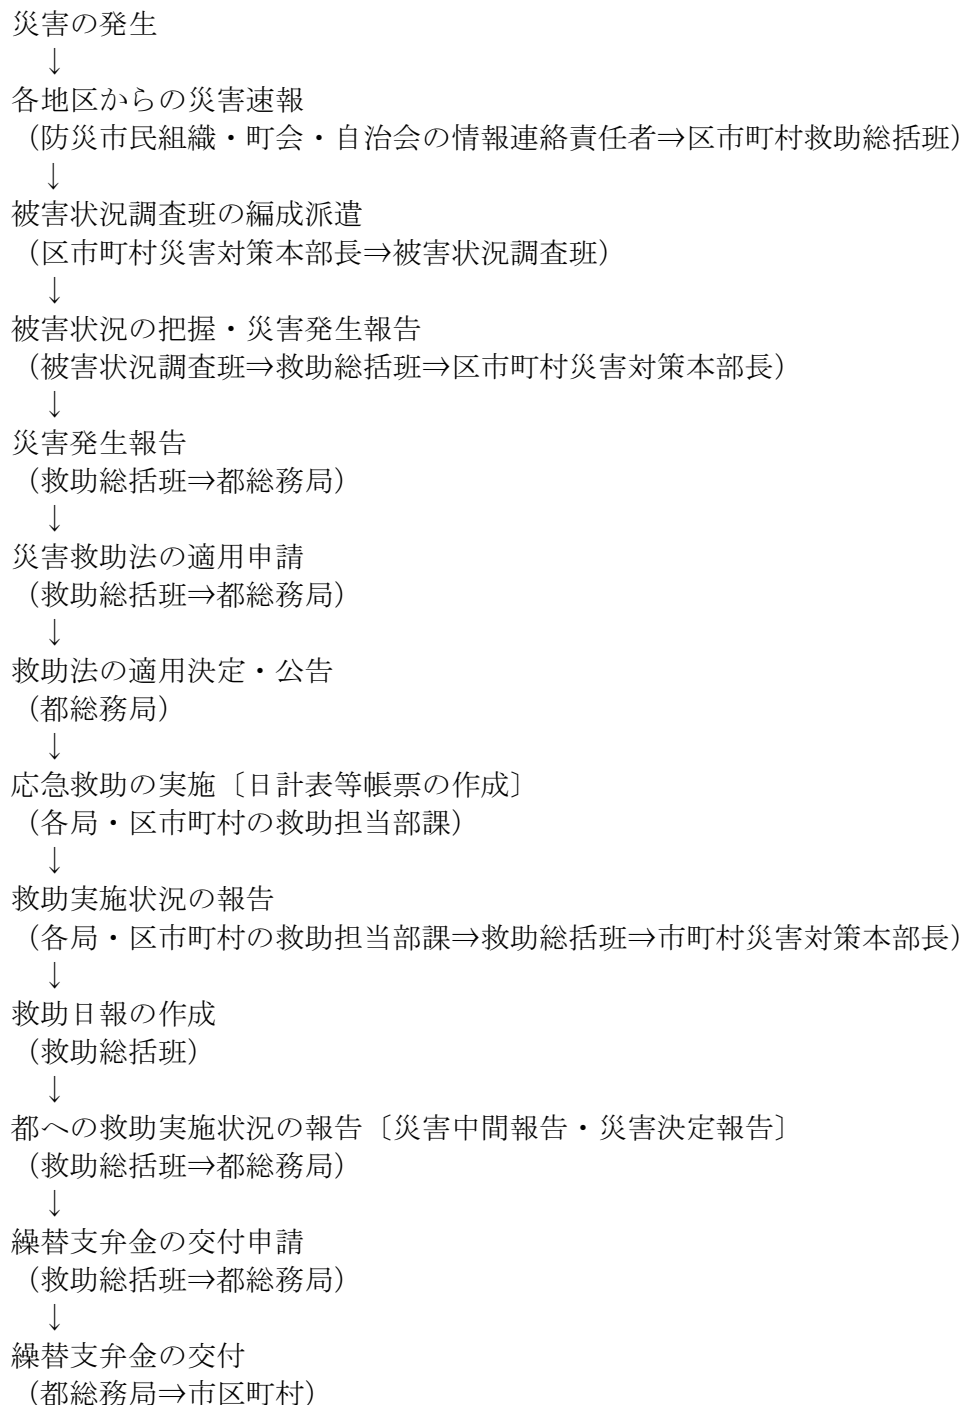 災害の発生
↓
各地区からの災害速報
（防災市民組織・町会・自治会の情報連絡責任者⇒区市町村救助総括班）
↓
被害状況調査班の編成派遣
（区市町村災害対策本部長⇒被害状況調査班）
↓
被害状況の把握・災害発生報告
（被害状況調査班⇒救助総括班⇒区市町村災害対策本部長）
↓
災害発生報告
（救助総括班⇒都総務局）
↓
災害救助法の適用申請
（救助総括班⇒都総務局）
↓
救助法の適用決定・公告
（都総務局）
↓
応急救助の実施〔日計表等帳票の作成〕
（各局・区市町村の救助担当部課）
↓
救助実施状況の報告
（各局・区市町村の救助担当部課⇒救助総括班⇒市町村災害対策本部長）
↓
救助日報の作成
（救助総括班）
↓
都への救助実施状況の報告〔災害中間報告・災害決定報告〕
（救助総括班⇒都総務局）
↓
繰替支弁金の交付申請
（救助総括班⇒都総務局）
↓
繰替支弁金の交付
（都総務局⇒市区町村）